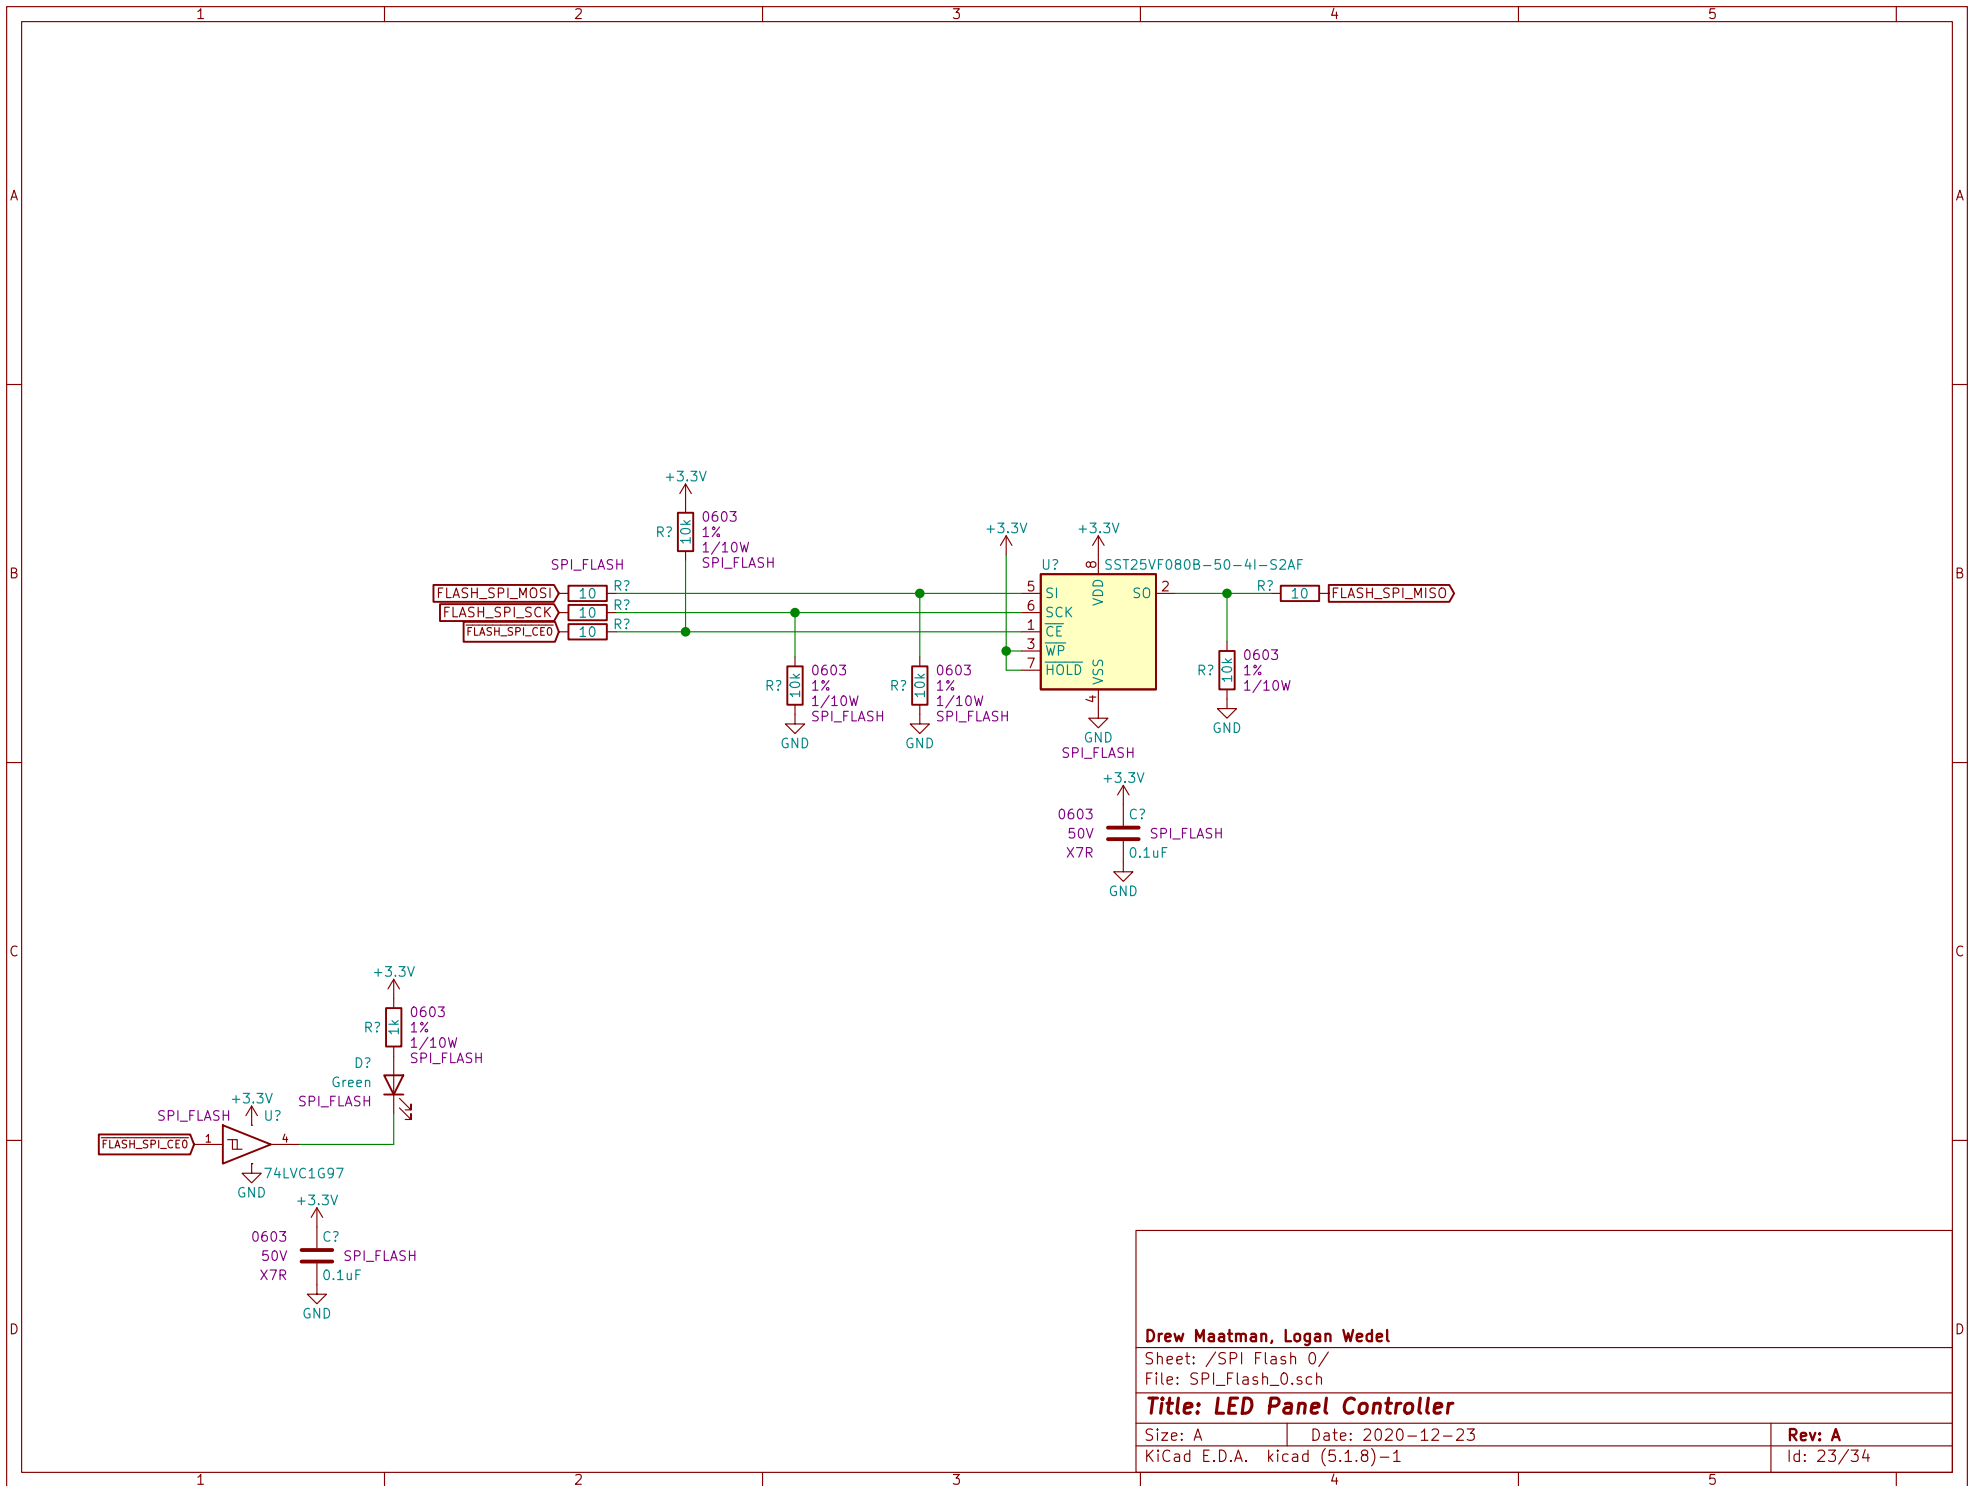 1 2 3 4 5
A A
B B
C C
D D
+3.3V
R? 10k
0603
1%
1/10W
SPI_FLASH
SPI_FLASH
FLASH_SPI_MOSI 10 R?
FLASH_SPI_SCK 10 R?
FLASH_SPI_CE0 10 R?
R? 10k
0603
1%
1/10W
SPI_FLASH
GND
R? 10k
0603
1%
1/10W
SPI_FLASH
GND
+3.3V
+3.3V
U? 8 SST25VF080B-50-4I-S2AF
5 SI VDD SO 2
6 SCK
1 CE
3 WP
7 HOLD VSS
4
GND
SPI_FLASH
R? 10 FLASH_SPI_MISO
R? 10k
0603
1%
1/10W
GND
+3.3V
0603 C?
50V SPI_FLASH
X7R 0.1uF
GND
+3.3V
R? 1k
0603
1%
1/10W
SPI_FLASH
D?
Green
SPI_FLASH
+3.3V
SPI_FLASH U?
FLASH_SPI_CE0 1 4
74LVC1G97
GND
+3.3V
0603 C?
50V SPI_FLASH
X7R 0.1uF
GND
Drew Maatman, Logan Wedel
Sheet: /SPI Flash 0/
File: SPI_Flash_0.sch
Title: LED Panel Controller
Size: A Date: 2020-12-23 Rev: A
KiCad E.D.A. kicad (5.1.8)-1 Id: 23/34
1 2 3 4 5